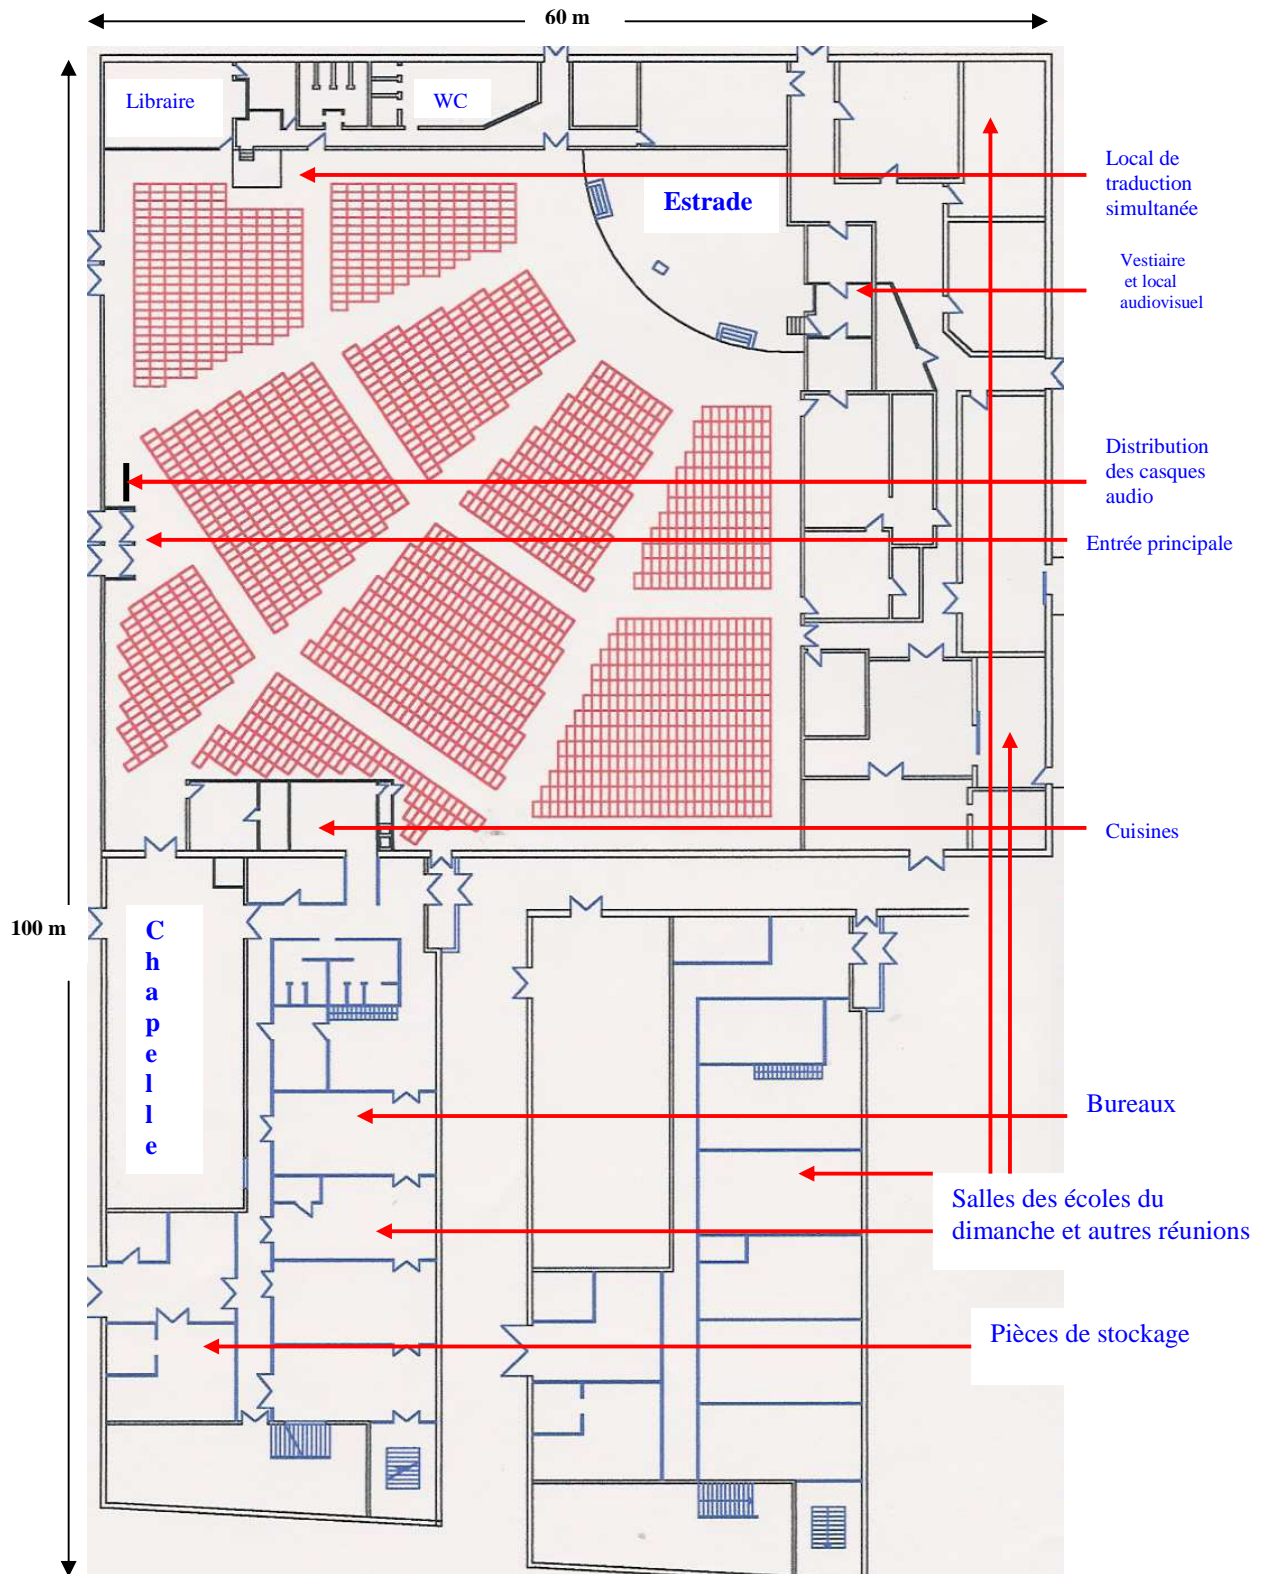 60 m
Libraire
WC
Local de
traduction
simultanée
Estrade
Vestiaire
et local
audiovisuel
Distribution
des casques
audio
Entrée principale
Cuisines
100 m
Chapelle
Bureaux
Salles des écoles du
dimanche et autres réunions
Pièces de stockage